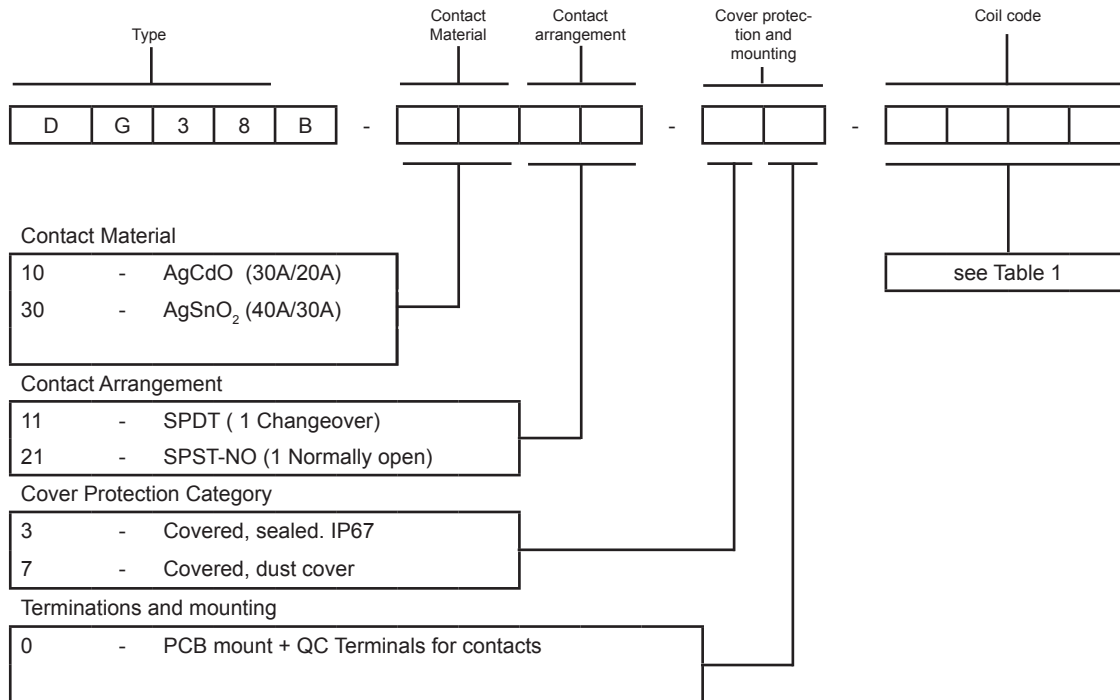 Type
Contact
Material
Contact
arrangement
Cover protec-
tion and
mounting
Coil code
D G 3 8 B - - -
Contact Material
10 - AgCdO (30A/20A)
30 - AgSnO2 (40A/30A)
see Table 1
Contact Arrangement
11 - SPDT ( 1 Changeover)
21 - SPST-NO (1 Normally open)
Cover Protection Category
3 - Covered, sealed. IP67
7 - Covered, dust cover
Terminations and mounting
0 - PCB mount + QC Terminals for contacts